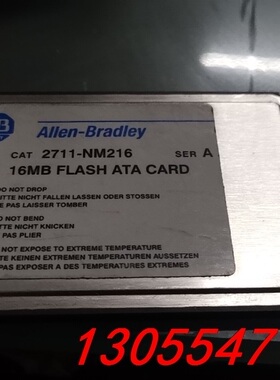 AB
Allen-Bradley
CAT 2711-NM216 SER A
16MB FLASH ATA CARD
DO NOT DROP
BITTE NICHT FALLEN LASSEN ODER STOSSEN
NE PAS LAISSER TOMBER
DO NOT BEND
BITTE NICHT KNICKEN
NE PAS PLIER
DO NOT EXPOSE TO EXTREME TEMPERATURE
BITTE KEINEN EXTREMEN TEMPERATUREN AUSSETZEN
PAS EXPOSER A DES TEMPERATURES EXTREMES
1305547